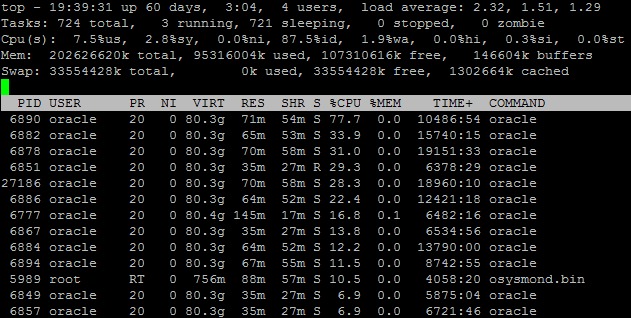 top - 19:39:31 up 60 days,  3:04,  4 users,  load average: 2.32, 1.51, 1.29
Tasks: 724 total,   3 running, 721 sleeping,   0 stopped,   0 zombie
Cpu(s):  7.5%us,  2.8%sy,  0.0%ni, 87.5%id,  1.9%wa,  0.0%hi,  0.3%si,  0.0%st
Mem:  202626620k total, 95316004k used, 107310616k free,   146604k buffers
Swap: 33554428k total,        0k used, 33554428k free,  1302664k cached
PID USER      PR  NI  VIRT  RES  SHR S %CPU %MEM    TIME+  COMMAND
6890 oracle    20   0 80.3g  71m  54m S 77.7  0.0  10486:54 oracle
6882 oracle    20   0 80.3g  65m  53m S 33.9  0.0  15740:15 oracle
6878 oracle    20   0 80.3g  70m  58m S 31.0  0.0  19151:33 oracle
6851 oracle    20   0 80.3g  35m  27m R 29.3  0.0   6378:29 oracle
27186 oracle    20   0 80.3g  70m  58m S 28.3  0.0  18960:10 oracle
6886 oracle    20   0 80.3g  64m  52m S 22.4  0.0  12421:18 oracle
6777 oracle    20   0 80.4g 145m  17m S 16.8  0.1   6482:16 oracle
6867 oracle    20   0 80.3g  35m  27m S 13.8  0.0   6534:56 oracle
6884 oracle    20   0 80.3g  64m  52m S 12.2  0.0  13790:00 oracle
6894 oracle    20   0 80.3g  67m  55m S 11.5  0.0   8742:55 oracle
5989 root      RT   0  756m  88m  57m S 10.5  0.0   4058:20 osysmond.bin
6849 oracle    20   0 80.3g  35m  27m S  6.9  0.0   5875:04 oracle
6857 oracle    20   0 80.3g  35m  27m S  6.9  0.0   6721:46 oracle